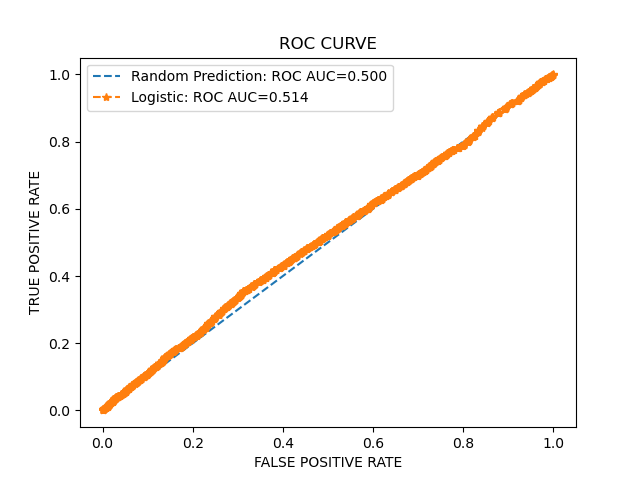 ROC CURVE
Random Prediction: ROC AUC=0.500
Logistic: ROC AUC=0.514
TRUE POSITIVE RATE
1.0
0.8
0.6
0.4
0.2
0.0
0.0 0.2 0.4 0.6 0.8 1.0
FALSE POSITIVE RATE